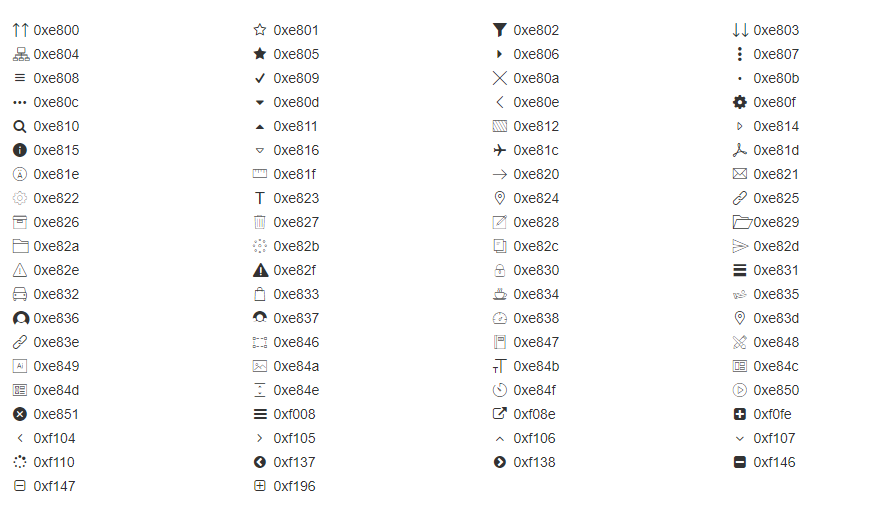 0xe800 0xe801 0xe802 0xe803
0xe804 0xe805 0xe806 0xe807
0xe808 0xe809 0xe80a 0xe80b
0xe80c 0xe80d 0xe80e 0xe80f
0xe810 0xe811 0xe812 0xe814
0xe815 0xe816 0xe81c 0xe81d
0xe81e 0xe81f 0xe820 0xe821
0xe822 0xe823 0xe824 0xe825
0xe826 0xe827 0xe828 0xe829
0xe82a 0xe82b 0xe82c 0xe82d
0xe82e 0xe82f 0xe830 0xe831
0xe832 0xe833 0xe834 0xe835
0xe836 0xe837 0xe838 0xe83d
0xe83e 0xe846 0xe847 0xe848
0xe849 0xe84a 0xe84b 0xe84c
0xe84d 0xe84e 0xe84f 0xe850
0xe851 0xf008 0xf08e 0xf0fe
0xf104 0xf105 0xf106 0xf107
0xf110 0xf137 0xf138 0xf146
0xf147 0xf196